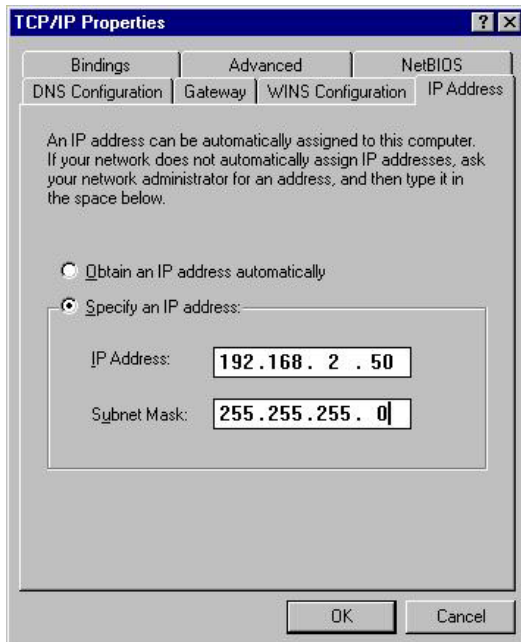 TCP/IP Properties
? X
Bindings Advanced NetBIOS
DNS Configuration Gateway WINS Configuration IP Address
An IP address can be automatically assigned to this computer.
If your network does not automatically assign IP addresses, ask
your network administrator for an address, and then type it in
the space below.
Obtain an IP address automatically
Specify an IP address:
IP Address: 192.168. 2 .50
Subnet Mask: 255.255.255. 0
OK Cancel